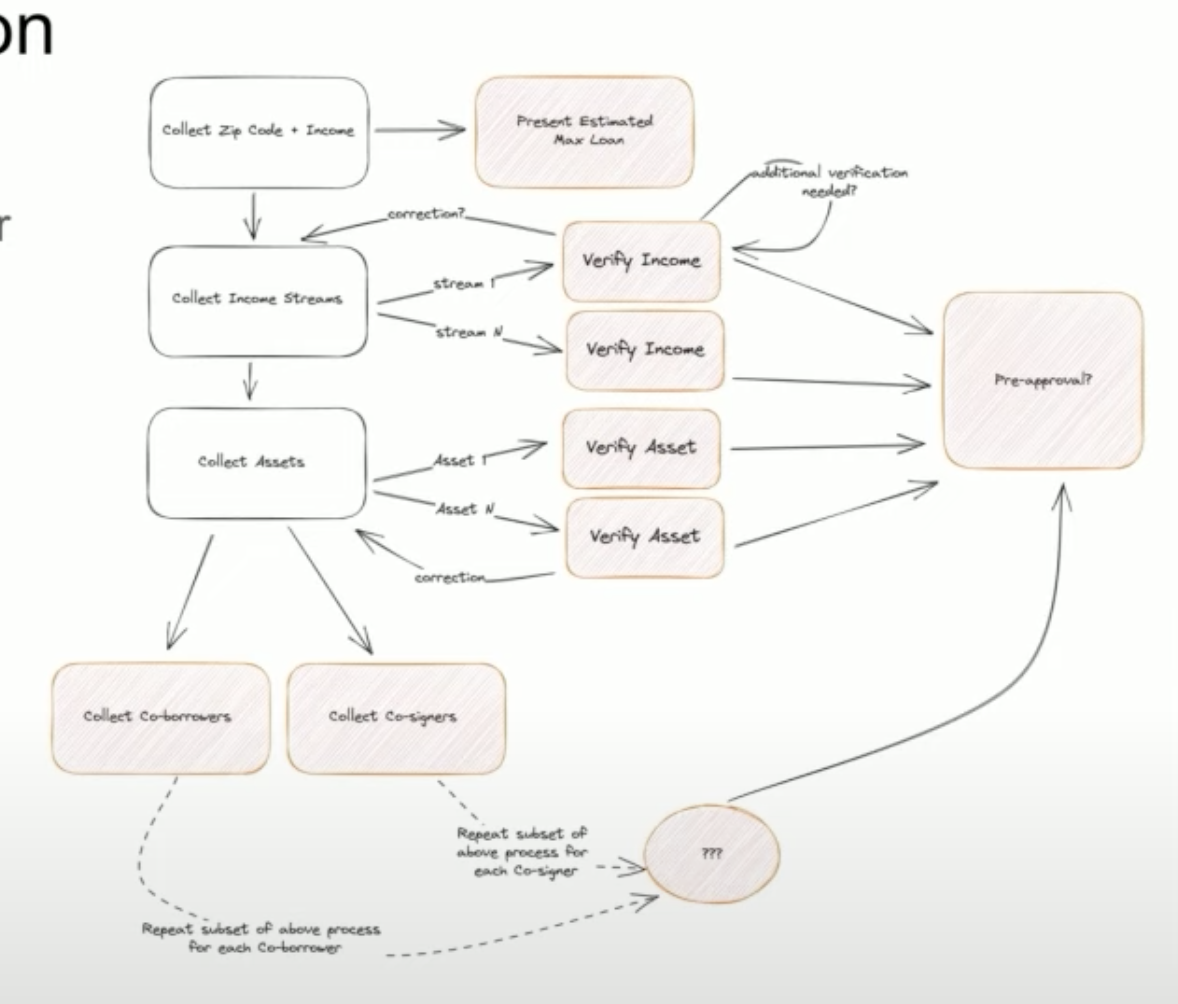 on
r
Collect Zip Code + Income
Present Estimated
Max Loan
additional verification
needed?
correction?
Verify Income
Collect Income Streams
stream 1
stream N
Verify Income
Pre-approval?
Collect Assets
Asset 1
Verify Asset
Asset N
Verify Asset
correction
Collect Co-borrowers
Collect Co-signers
Repeat subset of
above process for
each Co-signer
???
Repeat subset of above process
for each Co-borrower